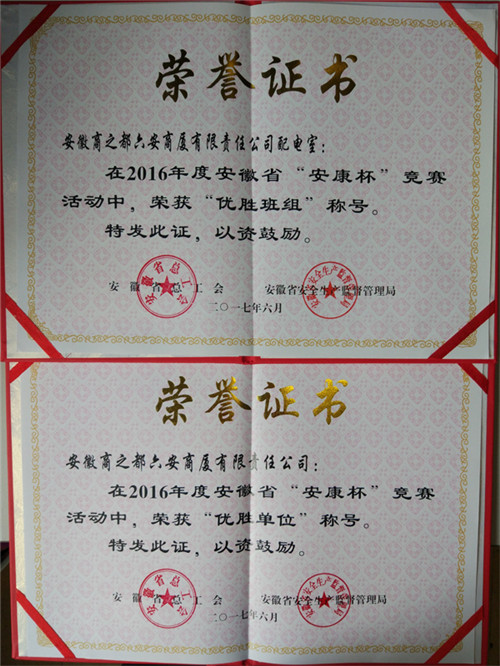 荣誉证书
安徽商之都六安商厦有限责任公司配电室：
在2016年度安徽省“安康杯”竞赛
活动中，荣获“优胜班组”称号。
特发此证，以资鼓励。
安徽省总工会 安徽省安全生产监督管理局
二〇一七年六月
荣誉证书
安徽商之都六安商厦有限责任公司：
在2016年度安徽省“安康杯”竞赛
活动中，荣获“优胜单位”称号。
特发此证，以资鼓励。
安徽省总工会 安徽省安全生产监督管理局
二〇一七年六月